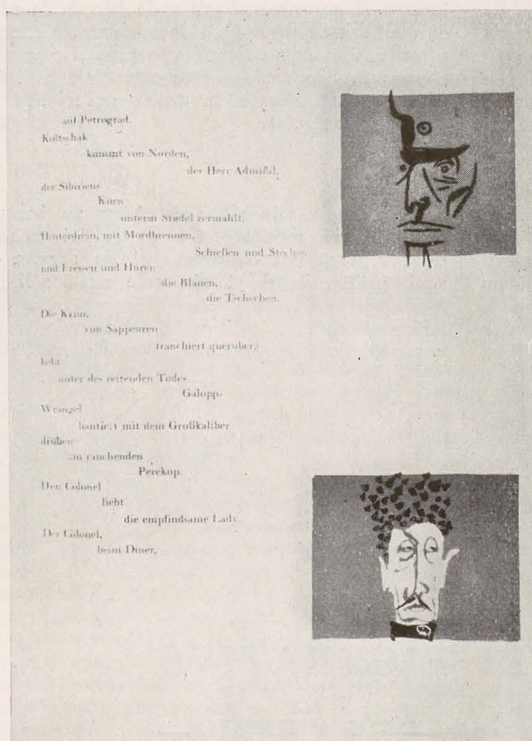 auf Petrograd.
Koltschak
kommt von Norden,
der Herr Admiral,
der Sibiriens
Korn
unterm Stiefel zermahlt.
Hinterdrein, mit Mordbrennen,
Schießen und Stechen
und Fressen und Huren
die Blauen,
die Tschechen.
Die Krim,
von Sappeuren
tranchiert querüber,
bebt
unter des reitenden Todes
Galopp.
Wrangel
hantiert mit dem Großkaliber
drüben
am rauchenden
Perekop.
Den Colonel
liebt
die empfindsame Lady.
Der Colonel,
beim Diner,